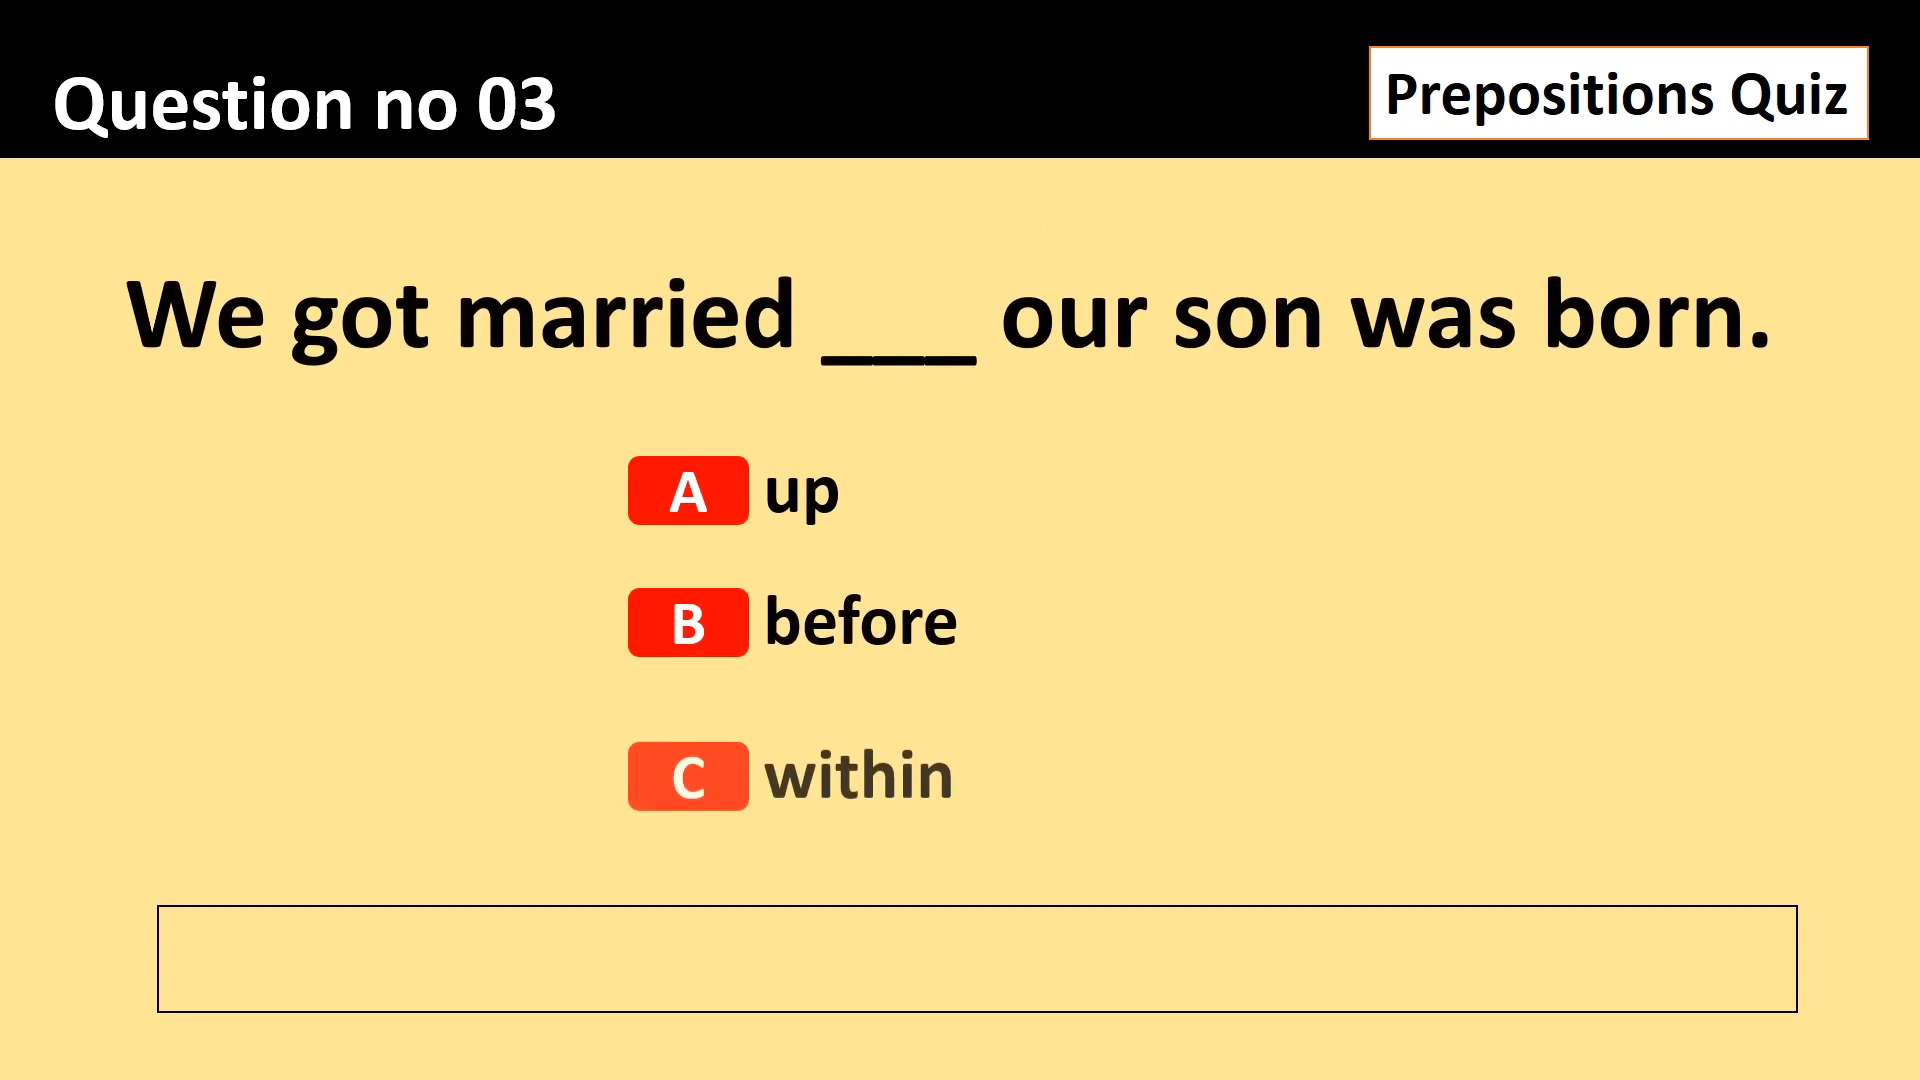 Question no 03
Prepositions Quiz
We got married ___ our son was born.
A up
B before
C within